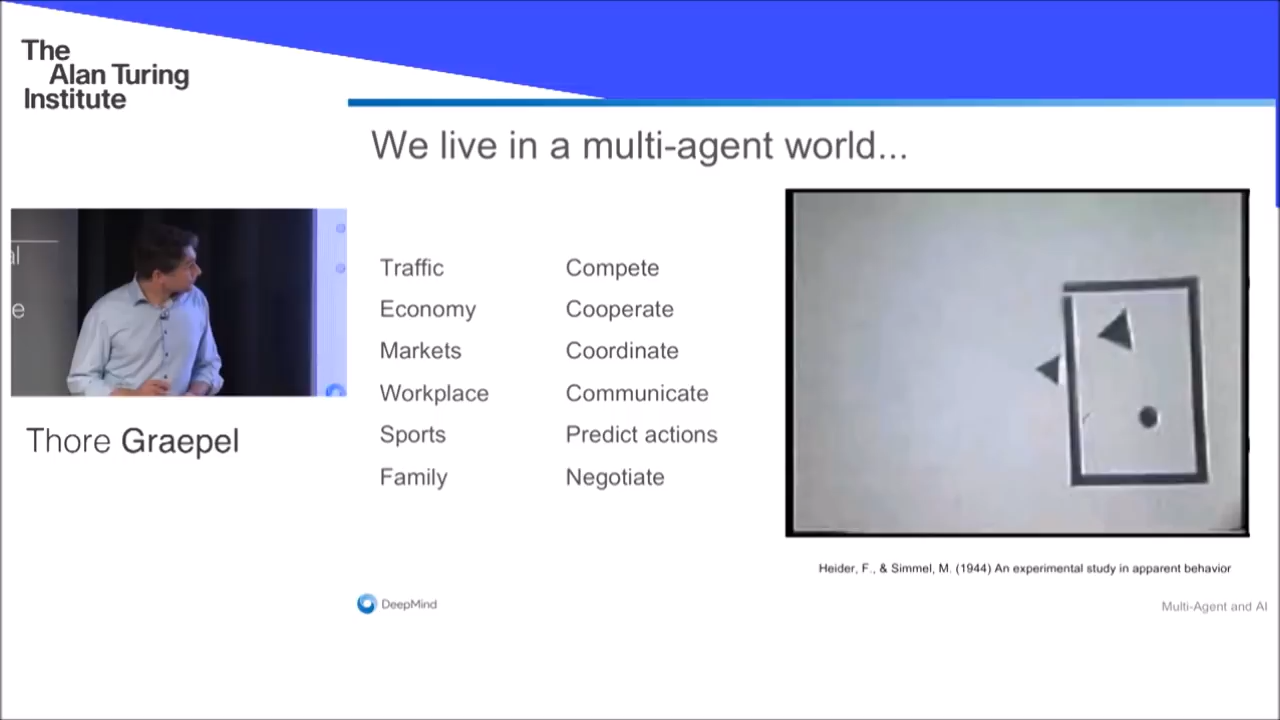 The
Alan Turing
Institute
We live in a multi-agent world...
Traffic
Economy
Markets
Workplace
Sports
Family
Compete
Cooperate
Coordinate
Communicate
Predict actions
Negotiate
al
e
Thore Graepel
Heider, F., & Simmel, M. (1944) An experimental study in apparent behavior
DeepMind
Multi-Agent and AI